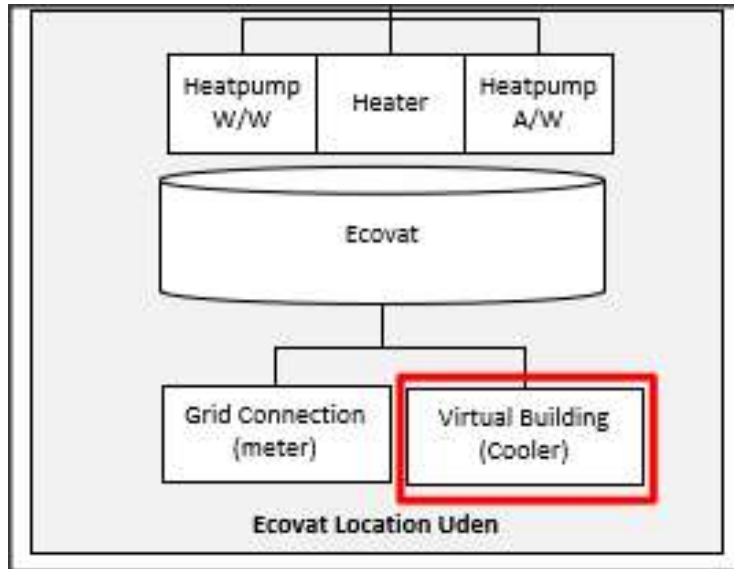 Heatpump
W/W
Heater
Heatpump
A/W
Ecovat
Grid Connection
(meter)
Virtual Building
(Cooler)
Ecovat Location Uden